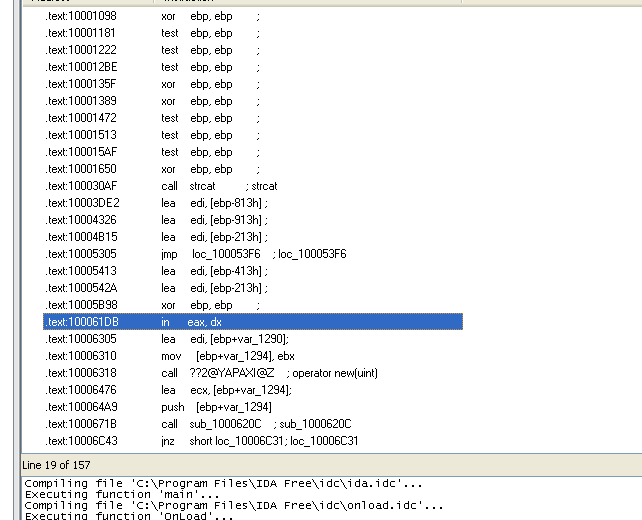 .text:10001098 xor ebp, ebp ;
.text:10001181 test ebp, ebp ;
.text:10001222 test ebp, ebp ;
.text:100012BE test ebp, ebp ;
.text:1000135F xor ebp, ebp ;
.text:10001389 xor ebp, ebp ;
.text:10001472 test ebp, ebp ;
.text:10001513 test ebp, ebp ;
.text:100015AF test ebp, ebp ;
.text:10001650 xor ebp, ebp ;
.text:100030AF call strcat ; strcat
.text:10003DE2 lea edi, [ebp-813h] ;
.text:10004326 lea edi, [ebp-913h] ;
.text:10004B15 lea edi, [ebp-213h] ;
.text:10005305 jmp loc_100053F6 ; loc_100053F6
.text:10005413 lea edi, [ebp-413h] ;
.text:1000542A lea edi, [ebp-213h] ;
.text:10005B98 xor ebp, ebp ;
.text:100061DB in eax, dx
.text:10006305 lea edi, [ebp+var_1290];
.text:10006310 mov [ebp+var_1294], ebx
.text:10006318 call ??2@YAPAXI@Z ; operator new(uint)
.text:10006476 lea ecx, [ebp+var_1294];
.text:100064A9 push [ebp+var_1294]
.text:1000671B call sub_1000620C ; sub_1000620C
.text:10006C43 jnz short loc_10006C31; loc_10006C31
Line 19 of 157
Compiling file 'C:\Program Files\IDA Free\idc\ida.idc'...
Executing function 'main'...
Compiling file 'C:\Program Files\IDA Free\idc\onload.idc'...
Executing function 'OnLoad'...